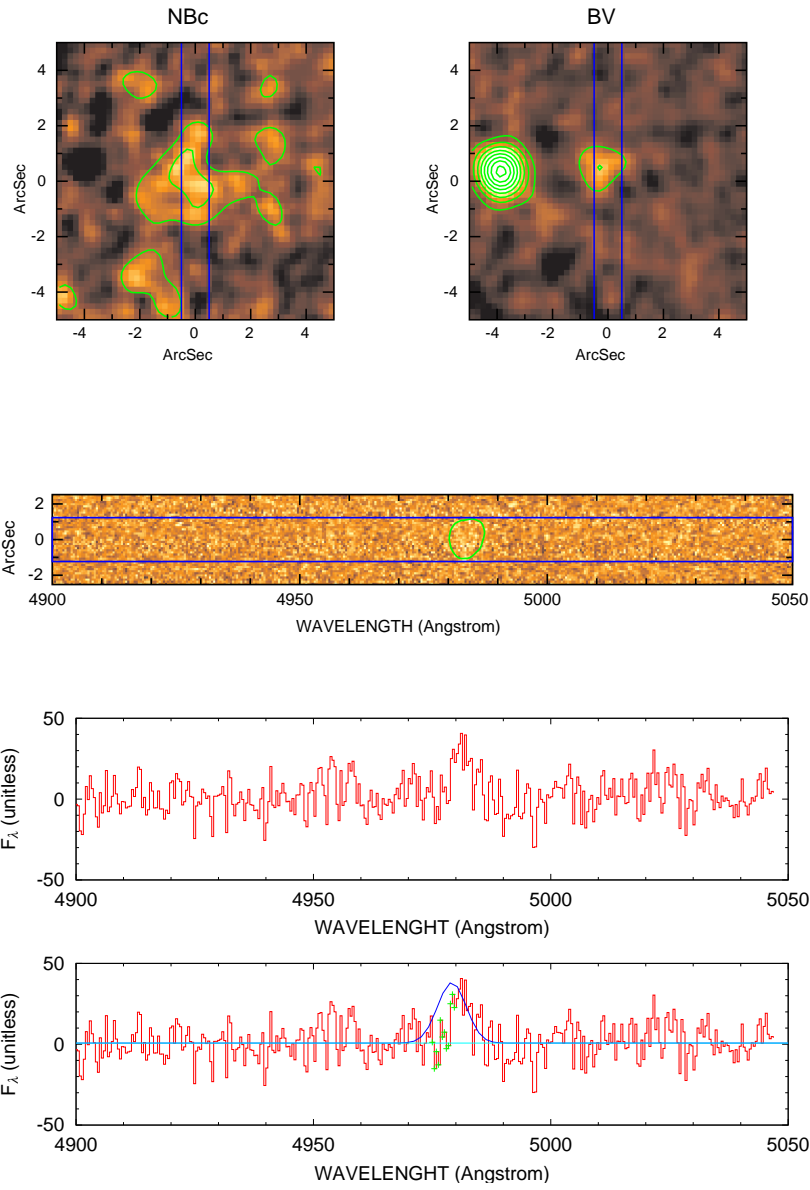 NBc BV
4 4
2 2
ArcSec 0 ArcSec 0
-2 -2
-4 -4
-4 -2 0 2 4 -4 -2 0 2 4
ArcSec ArcSec
2
ArcSec 0
-2
4900 4950 5000 5050
WAVELENGTH (Angstrom)
50
F λ (unitless) 0
-50
4900 4950 5000 5050
WAVELENGHT (Angstrom)
50
F λ (unitless) 0
-50
4900 4950 5000 5050
WAVELENGHT (Angstrom)